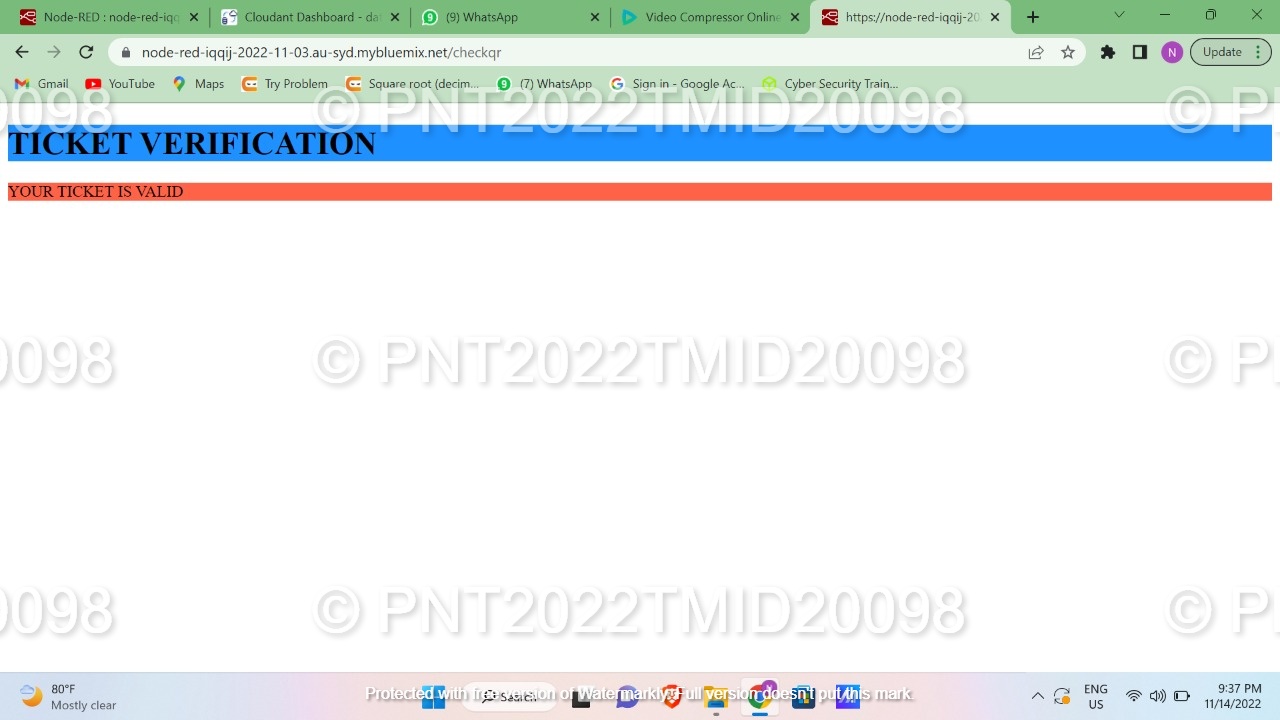 Node-RED : node-red-iqq
Cloudant Dashboard - da
9 (9) WhatsApp
Video Compressor Online
https://node-red-iqqij-20
node-red-iqqij-2022-11-03.au-syd.mybluemix.net/checkqr
N
Update
Gmail
YouTube
Maps
Try Problem
Square root (decim...
9 (7) WhatsApp
Sign in - Google Ac...
Cyber Security Train...
0098 © PNT2022TMID20098 © P
TICKET VERIFICATION
YOUR TICKET IS VALID
0098 © PNT2022TMID20098 © P
0098 © PNT2022TMID20098 © P
80°F
Mostly clear
Search
Protected with free version of Watermarkly. Full version doesn't put this mark.
ENG
US
9:37 PM
11/14/2022